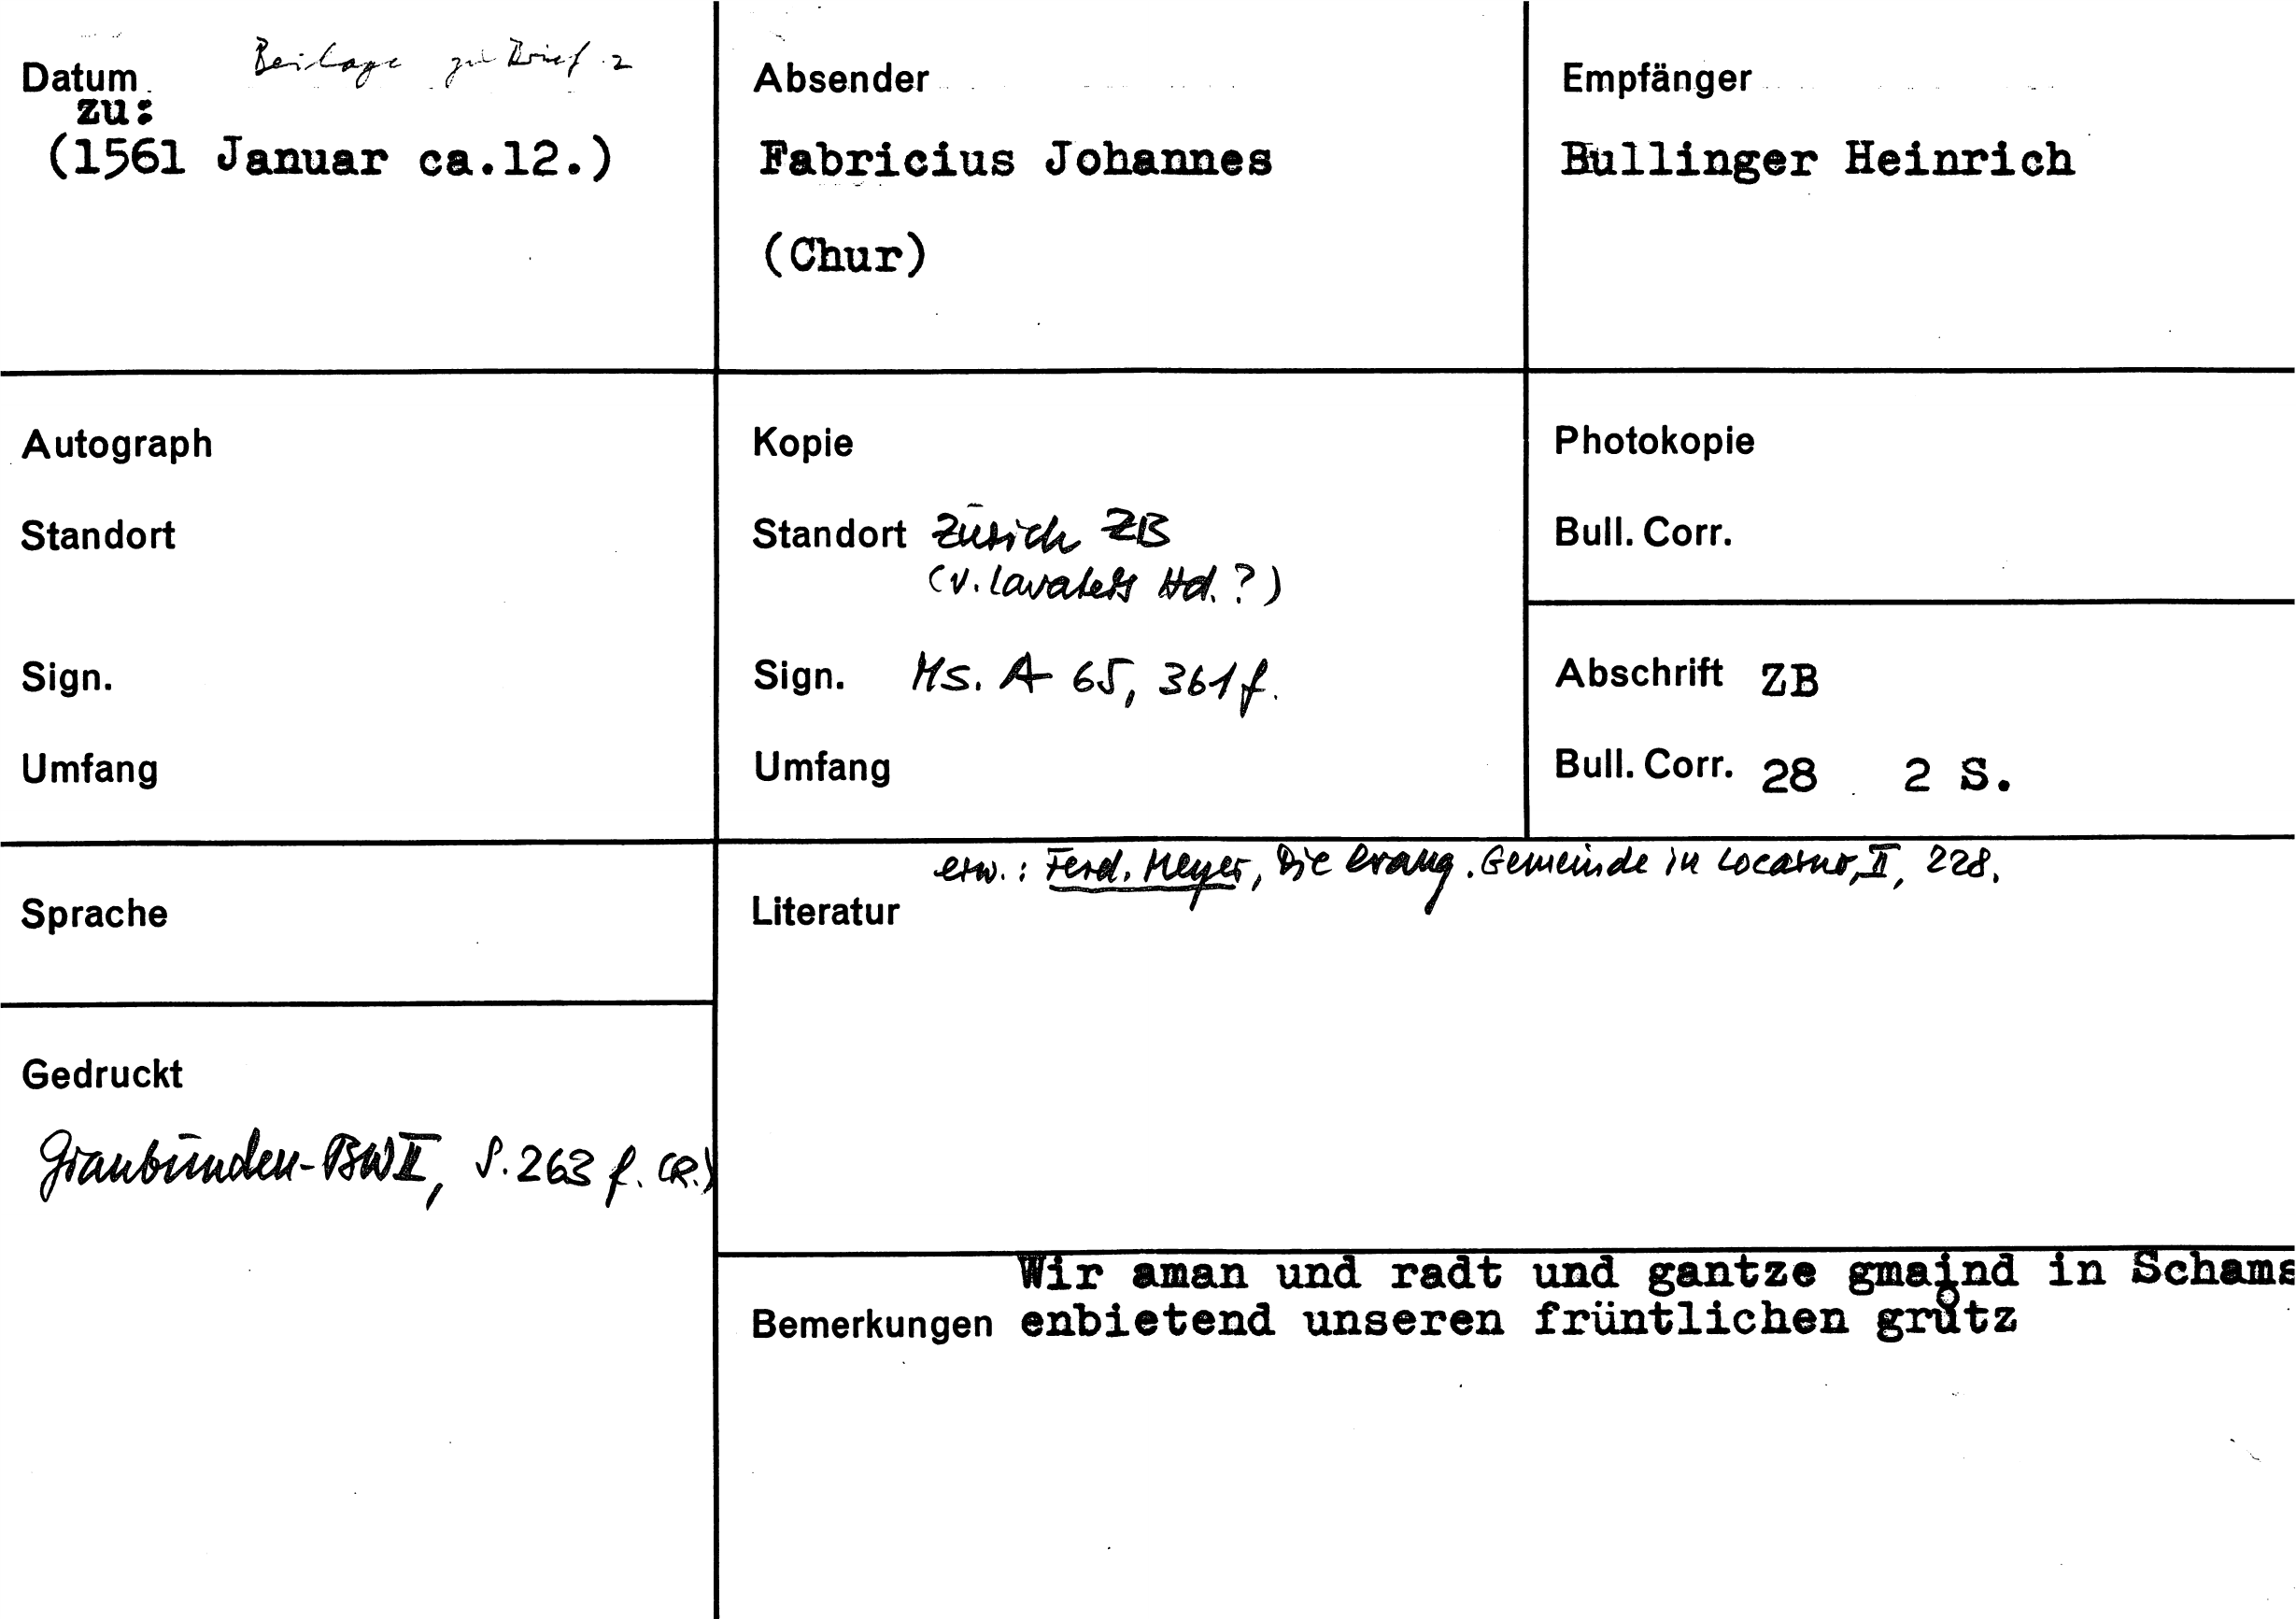 Datum Beilage zu Brief 2
zu:
(1561 Januar ca.12.)
Absender
Fabricius Johannes
(Chur)
Empfänger
Bullinger Heinrich
Autograph
Standort
Sign.
Umfang
Kopie
Standort Zürich ZB
(v. Lavaters Hd.?)
Sign. Ms. A 65, 361 f.
Umfang
Photokopie
Bull. Corr.
Abschrift ZB
Bull. Corr. 28 2 S.
Sprache
Gedruckt
Graubünden-BW II, S. 263 f. (R.)
erw.: Ferd. Meyer, Die evang. Gemeinde in Locarno, II, 228.
Literatur
Wir aman und radt und gantze gmaind in Schams
Bemerkungen enbietend unseren früntlichen grůtz